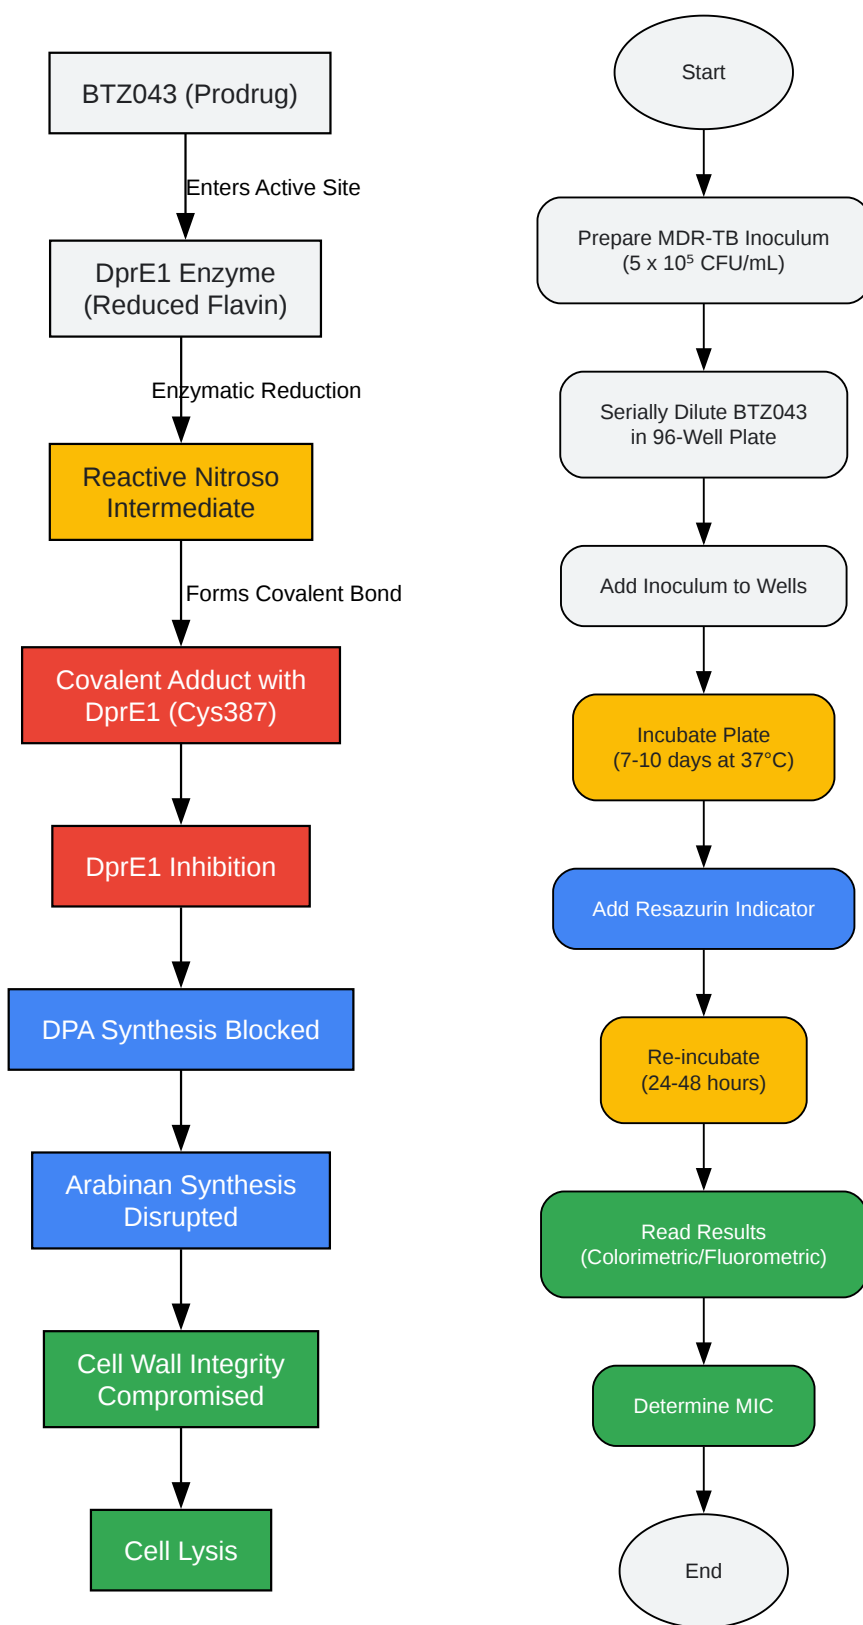 BTZ043 (Prodrug)
Enters Active Site
DprE1 Enzyme
(Reduced Flavin)
Enzymatic Reduction
Reactive Nitroso
Intermediate
Forms Covalent Bond
Covalent Adduct with
DprE1 (Cys387)
DprE1 Inhibition
DPA Synthesis Blocked
Arabinan Synthesis
Disrupted
Cell Wall Integrity
Compromised
Cell Lysis
Start
Prepare MDR-TB Inoculum
(5 x 10⁵ CFU/mL)
Serially Dilute BTZ043
in 96-Well Plate
Add Inoculum to Wells
Incubate Plate
(7-10 days at 37°C)
Add Resazurin Indicator
Re-incubate
(24-48 hours)
Read Results
(Colorimetric/Fluorometric)
Determine MIC
End